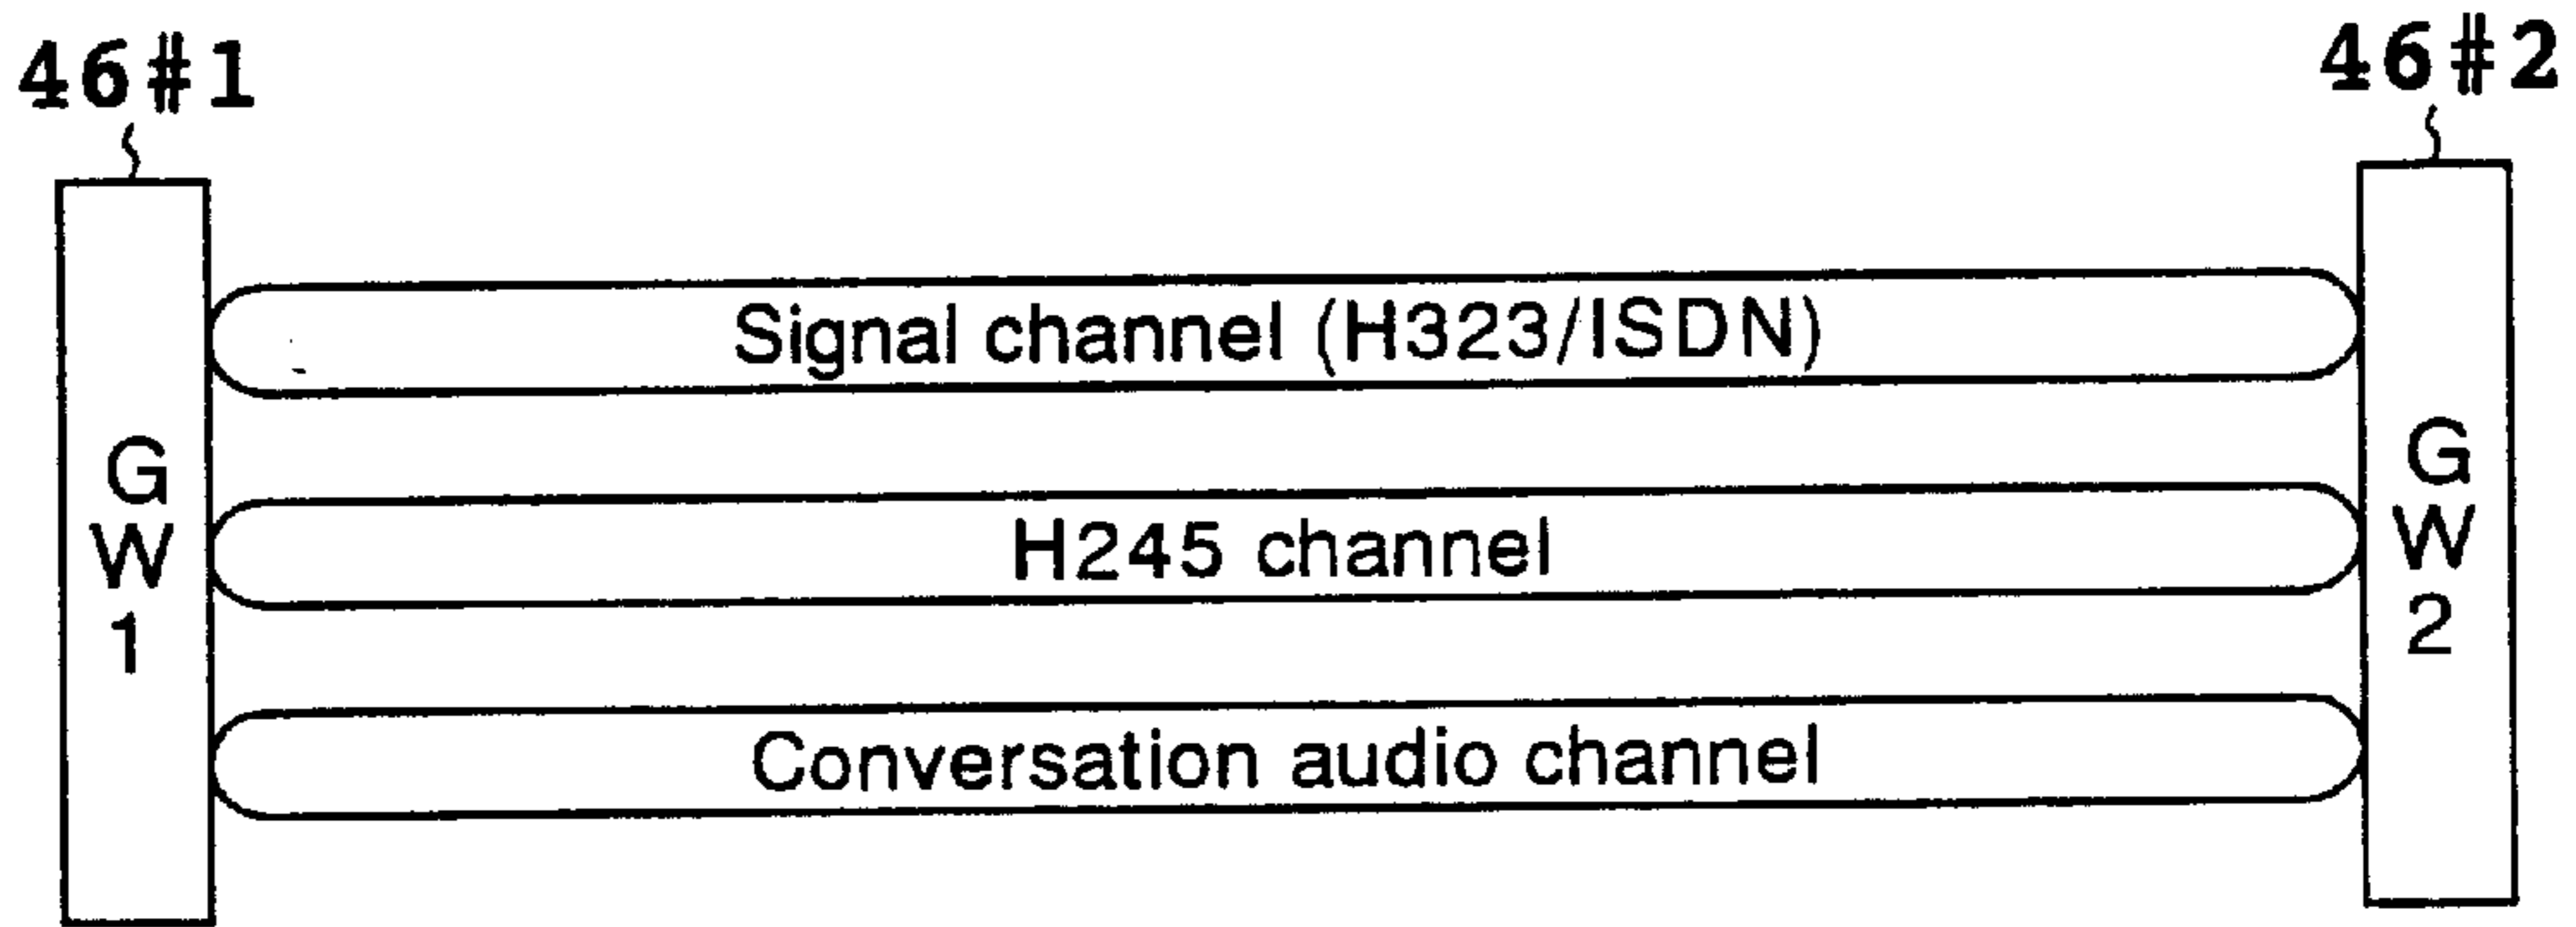 46#1
46#2
Signal channel (H323/ISDN)
H245 channel
Conversation audio channel
G
W
1
G
W
2